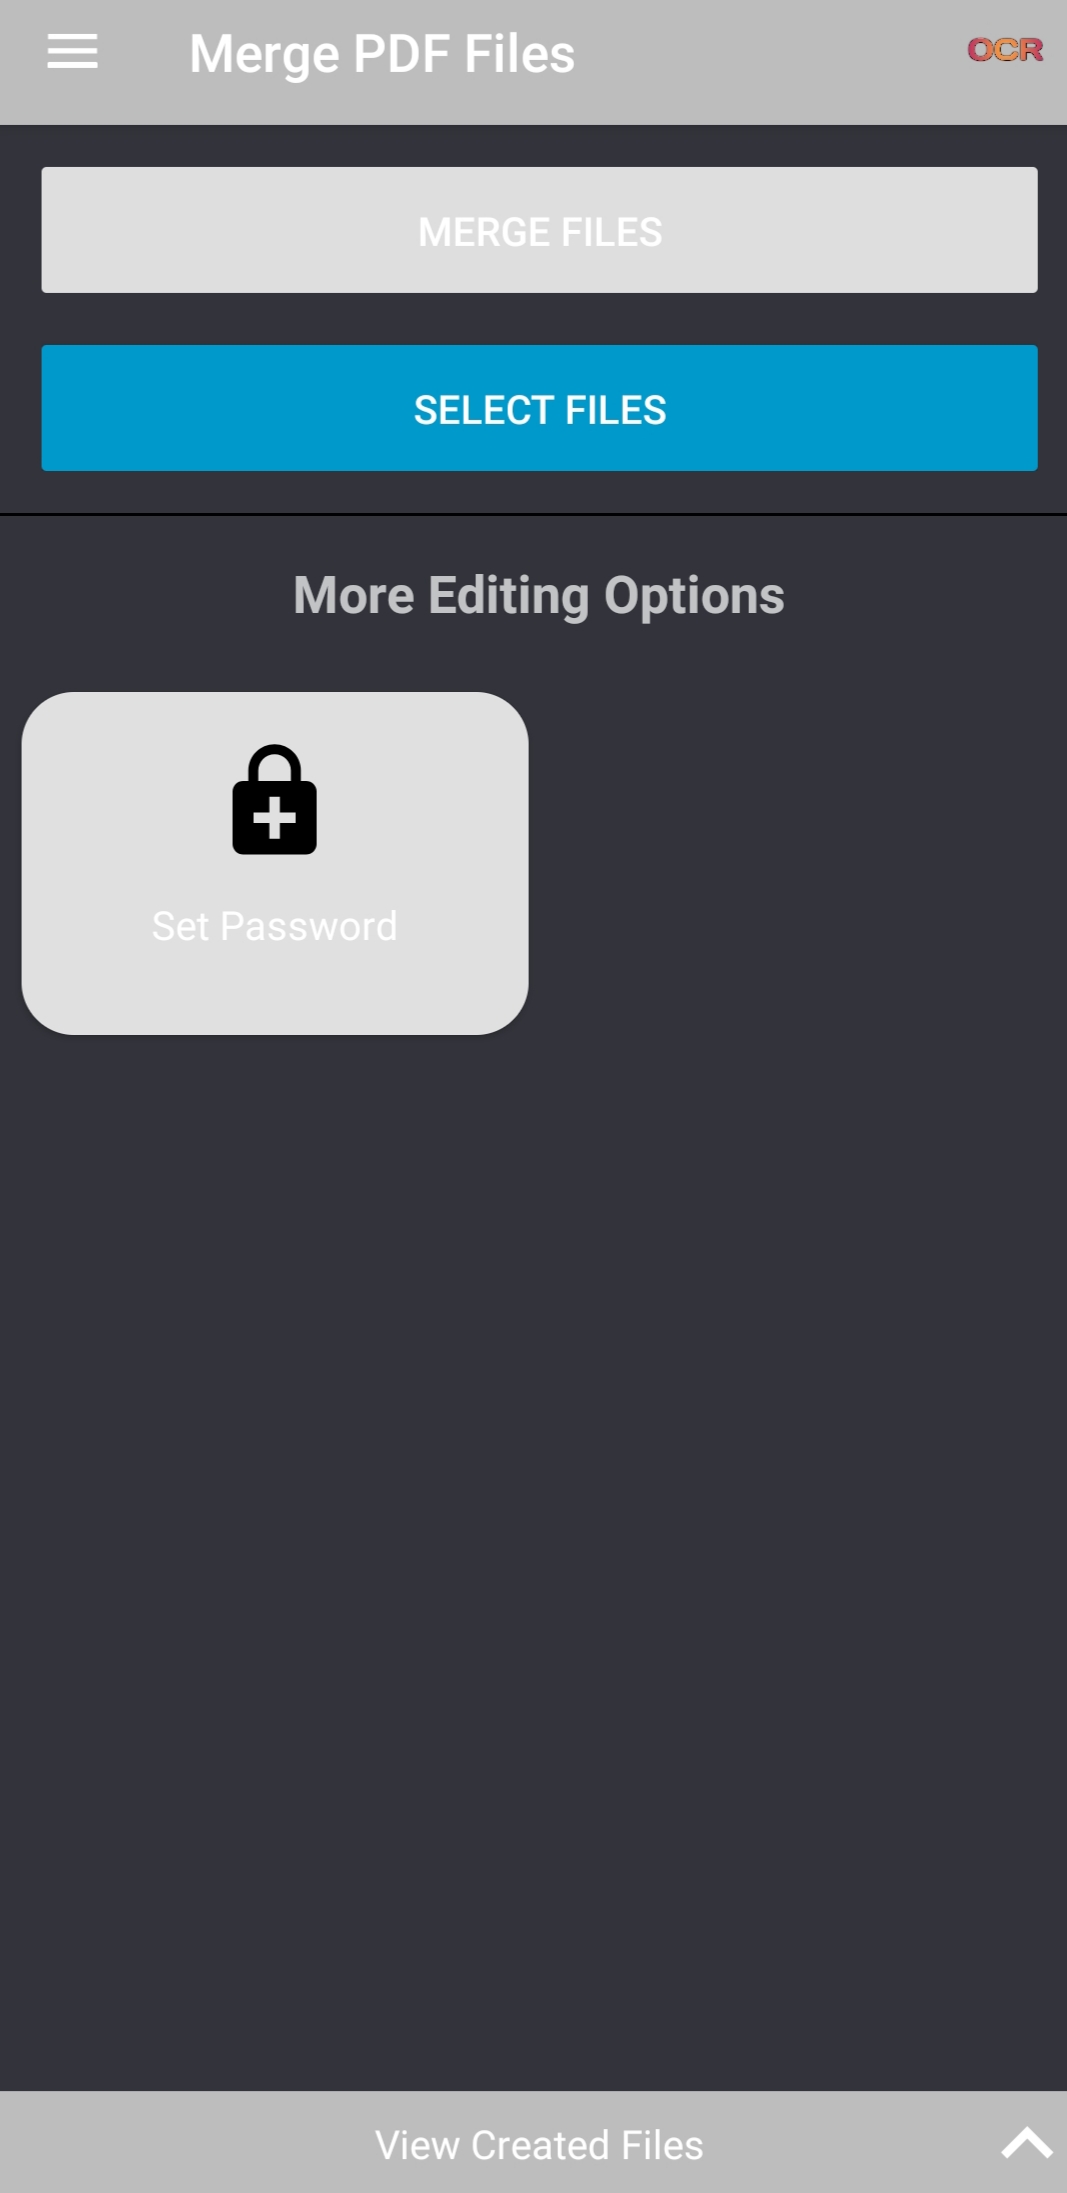 Merge PDF Files
OCR
MERGE FILES
SELECT FILES
More Editing Options
Set Password
View Created Files